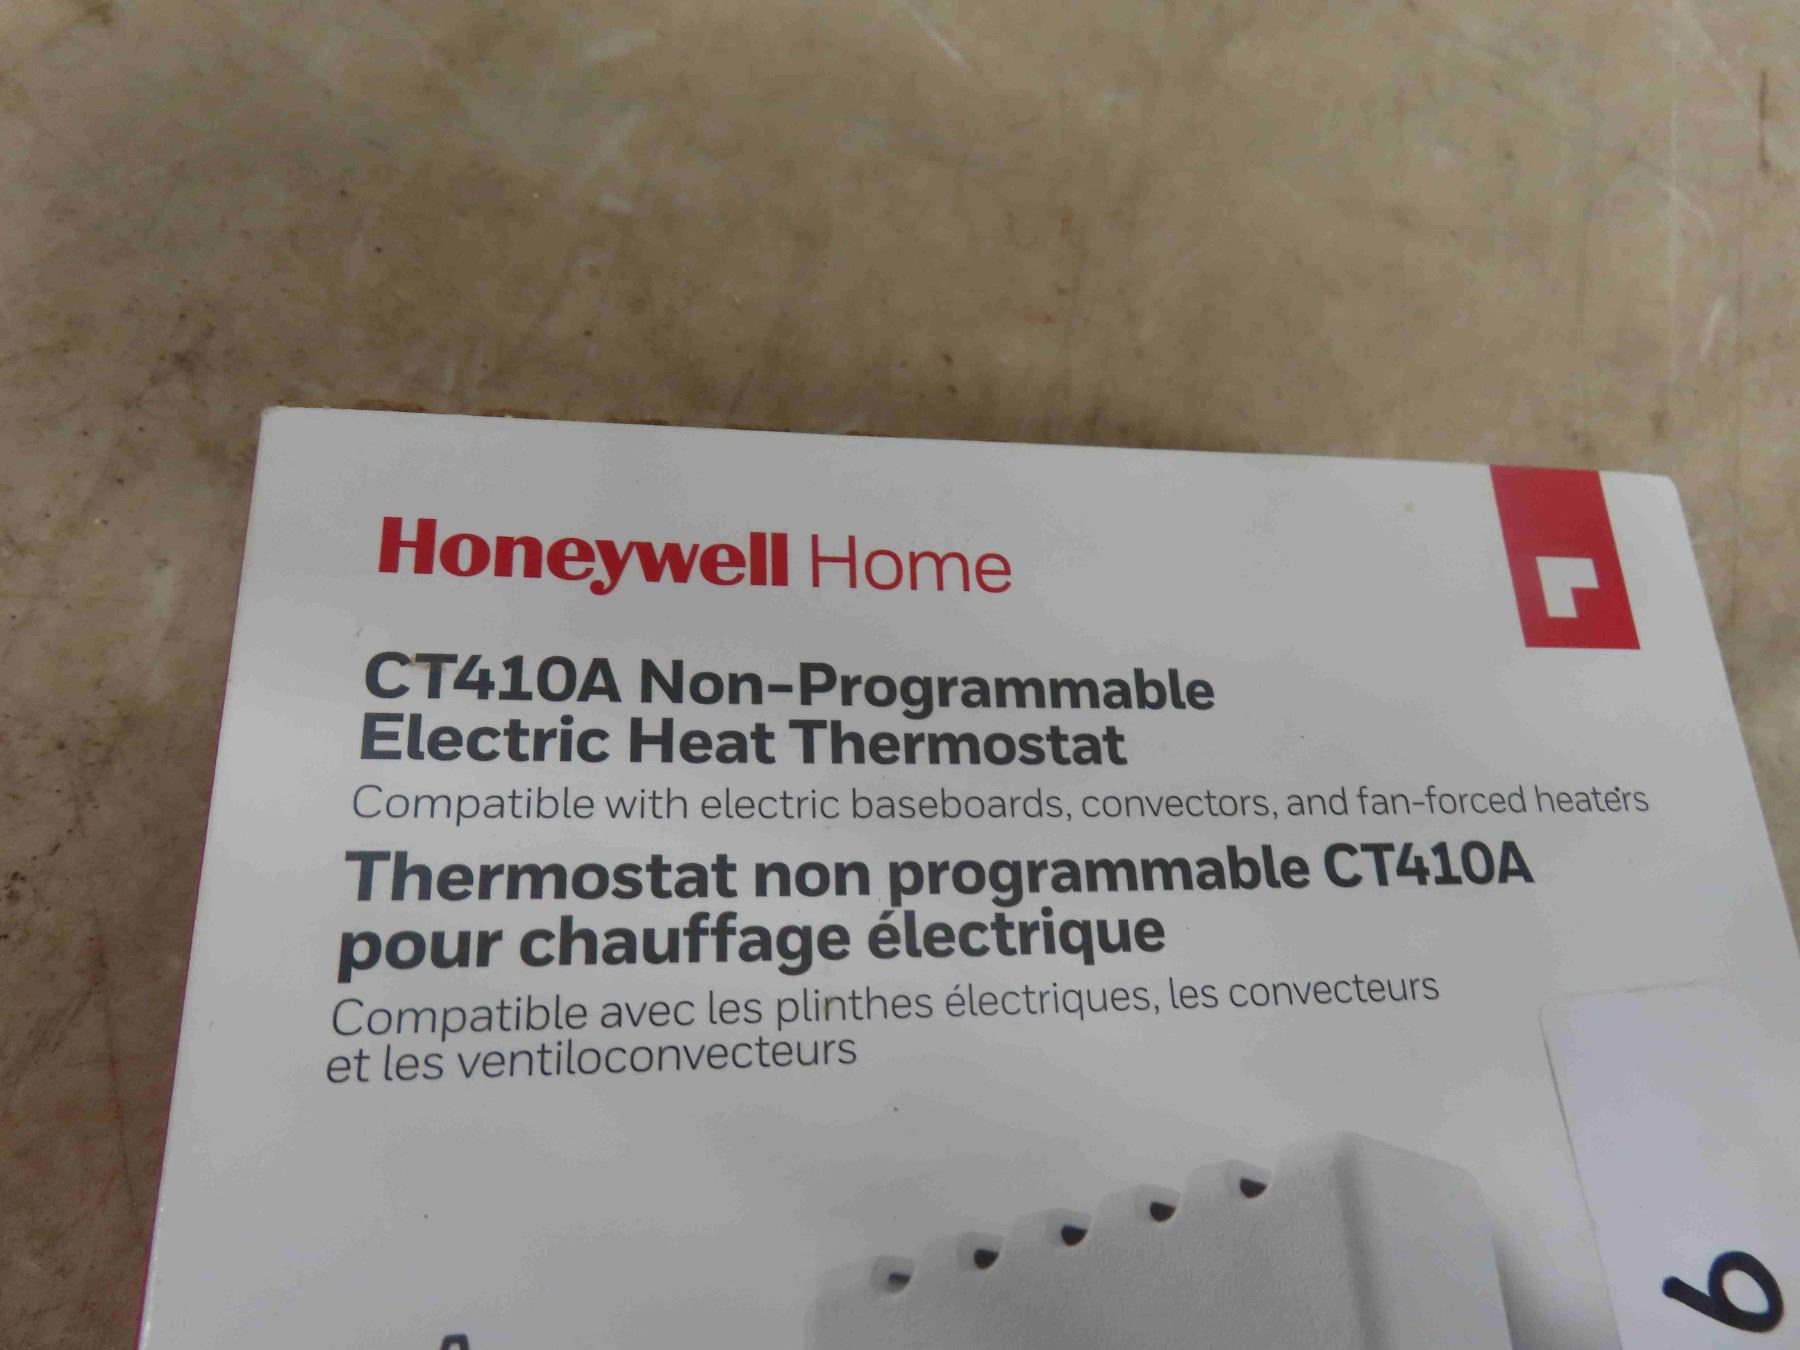 Honeywell Home
CT410A Non-Programmable
Electric Heat Thermostat
Compatible with electric baseboards, convectors, and fan-forced heaters
Thermostat non programmable CT410A
pour chauffage électrique
Compatible avec les plinthes électriques, les convecteurs
et les ventiloconvecteurs